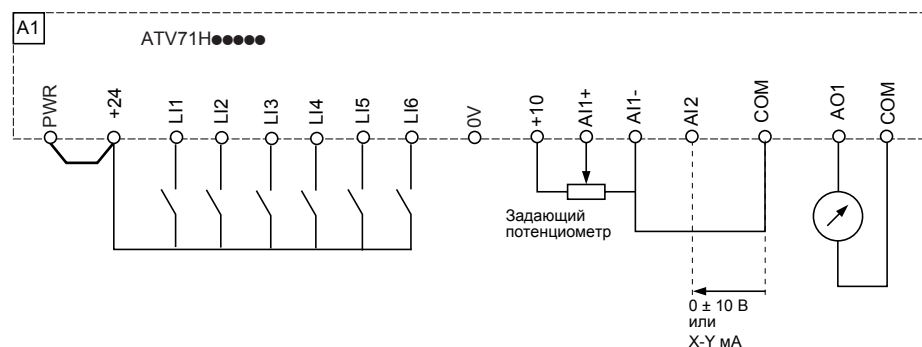 A1
ATV71H●●●●●
PWR
+24
LI1
LI2
LI3
LI4
LI5
LI6
0V
+10
AI1+
AI1-
AI2
COM
AO1
COM
Задающий
потенциометр
0 ± 10 В
или
X-Y мА